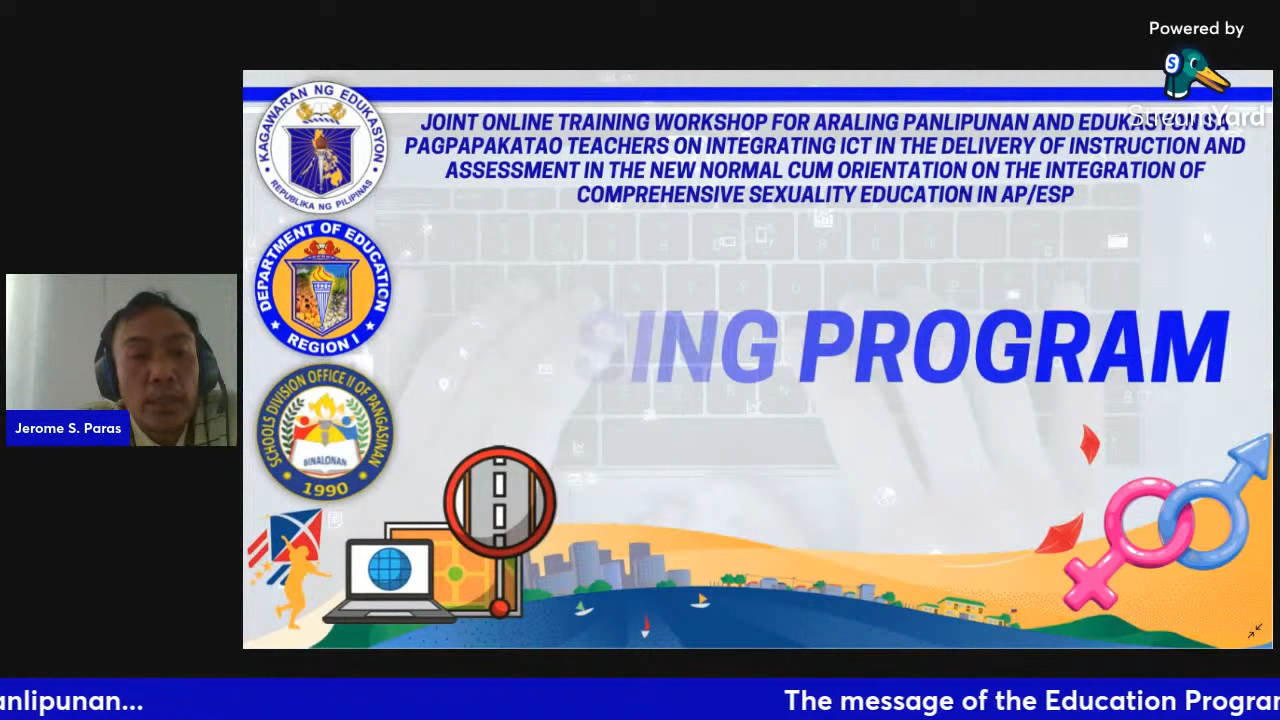 Powered by
StreamYard
KAGAWARAN NG EDUKASYON
REPUBLIKA NG PILIPINAS
JOINT ONLINE TRAINING WORKSHOP FOR ARALING PANLIPUNAN AND EDUKASYON SA
PAGPAPAKATAO TEACHERS ON INTEGRATING ICT IN THE DELIVERY OF INSTRUCTION AND
ASSESSMENT IN THE NEW NORMAL CUM ORIENTATION ON THE INTEGRATION OF
COMPREHENSIVE SEXUALITY EDUCATION IN AP/ESP
DEPARTMENT OF EDUCATION
REGION I
SING PROGRAM
Jerome S. Paras
SCHOOLS DIVISION OFFICE II OF PANGASINAN
BINALONAN
1990
anlipunan...
The message of the Education Progran